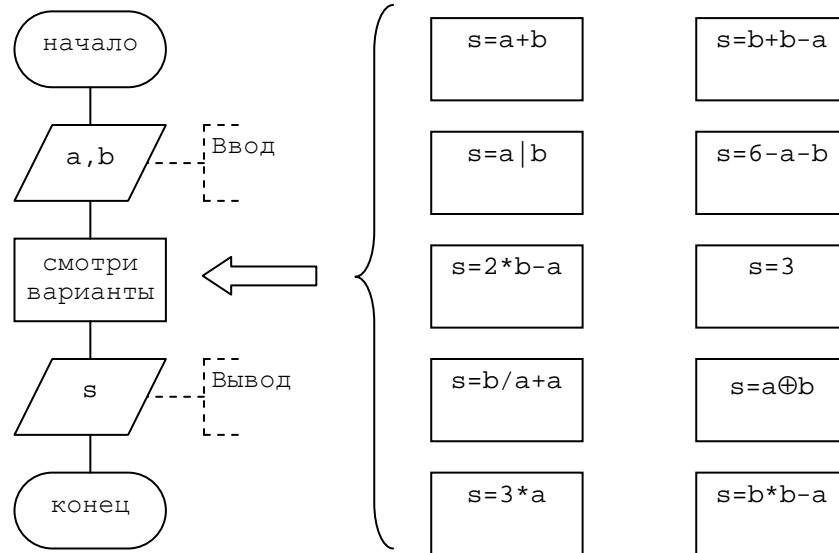 начало
a,b
Ввод
смотри
варианты
s
Вывод
конец
s=a+b
s=b+b-a
s=a|b
s=6-a-b
s=2*b-a
s=3
s=b/a+a
s=a⊕b
s=3*a
s=b*b-a